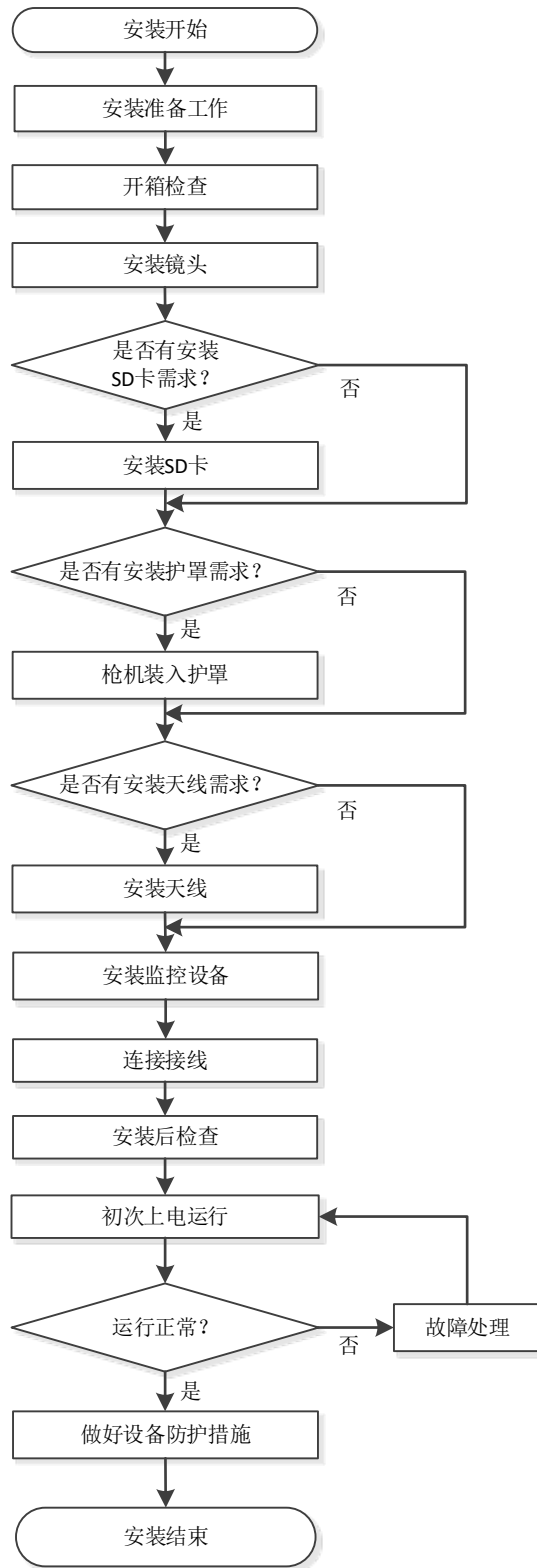 安装开始
安装准备工作
开箱检查
安装镜头
是否有安装
SD卡需求？
否
是
安装SD卡
是否有安装护罩需求？
否
是
枪机装入护罩
是否有安装天线需求？
否
是
安装天线
安装监控设备
连接接线
安装后检查
初次上电运行
运行正常？
否
故障处理
是
做好设备防护措施
安装结束